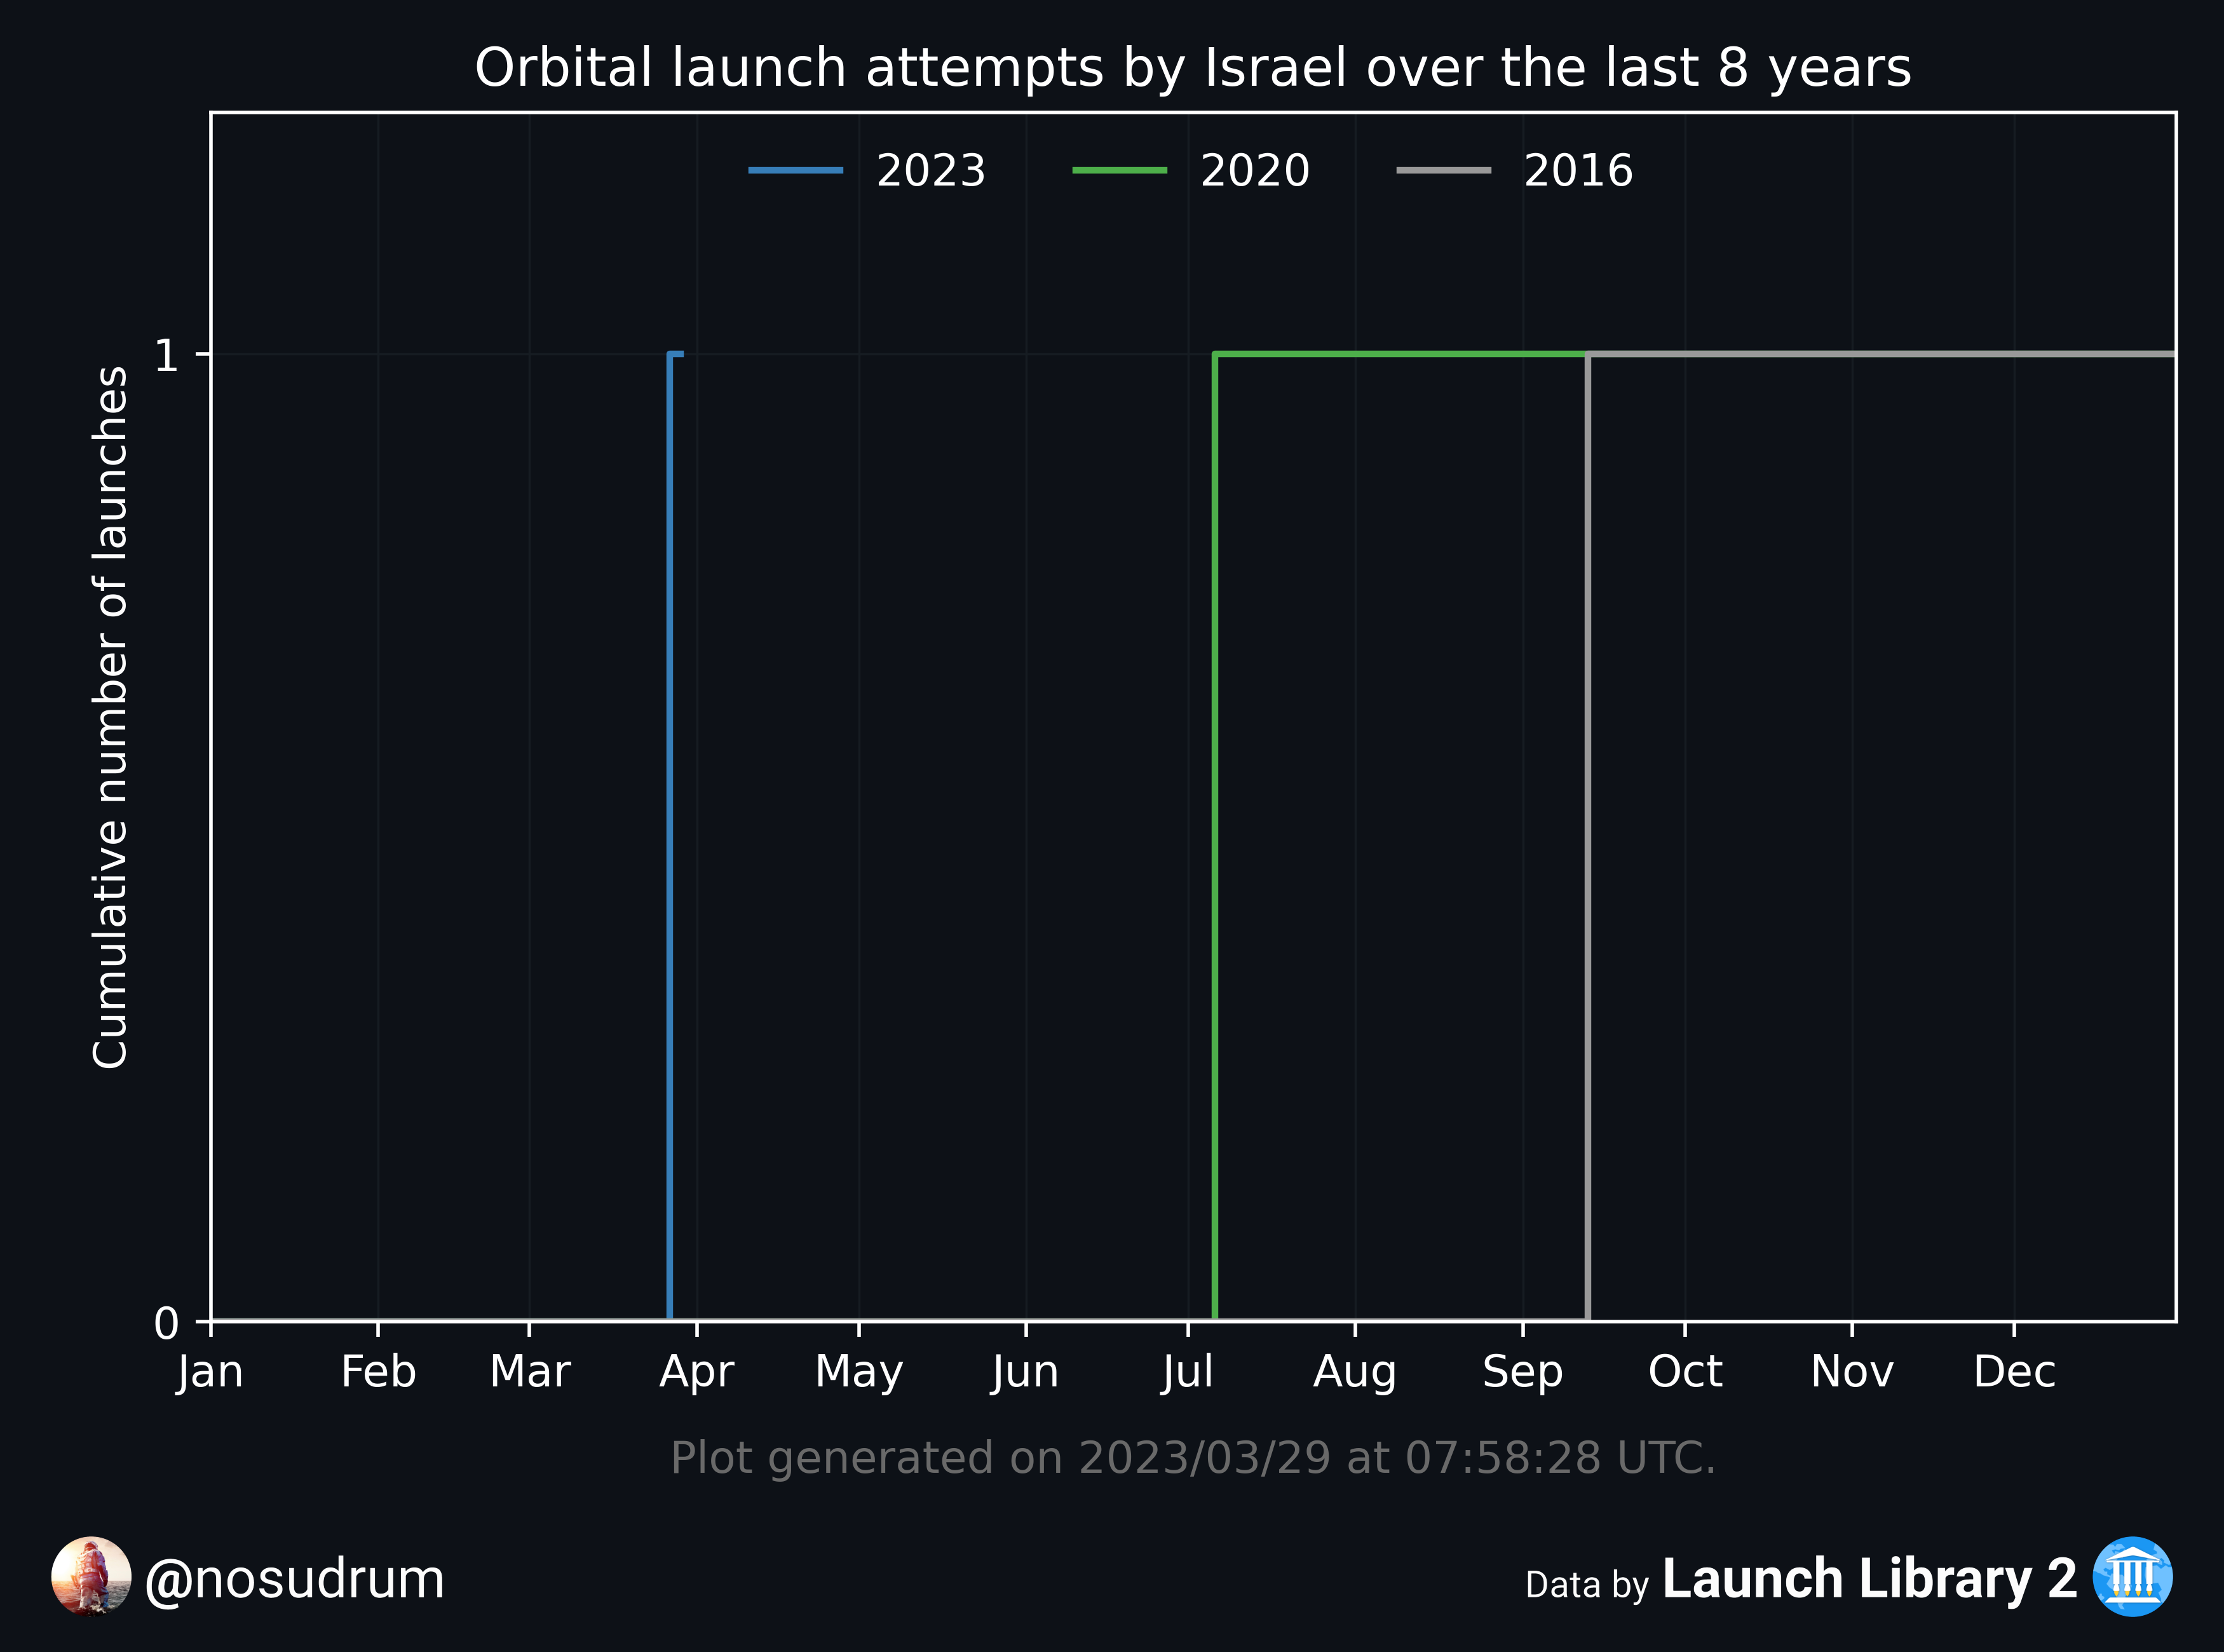 Orbital launch attempts by Israel over the last 8 years
2023 2020 2016
Cumulative number of launches
1
0
Jan Feb Mar Apr May Jun Jul Aug Sep Oct Nov Dec
Plot generated on 2023/03/29 at 07:58:28 UTC.
@nosudrum
Data by Launch Library 2